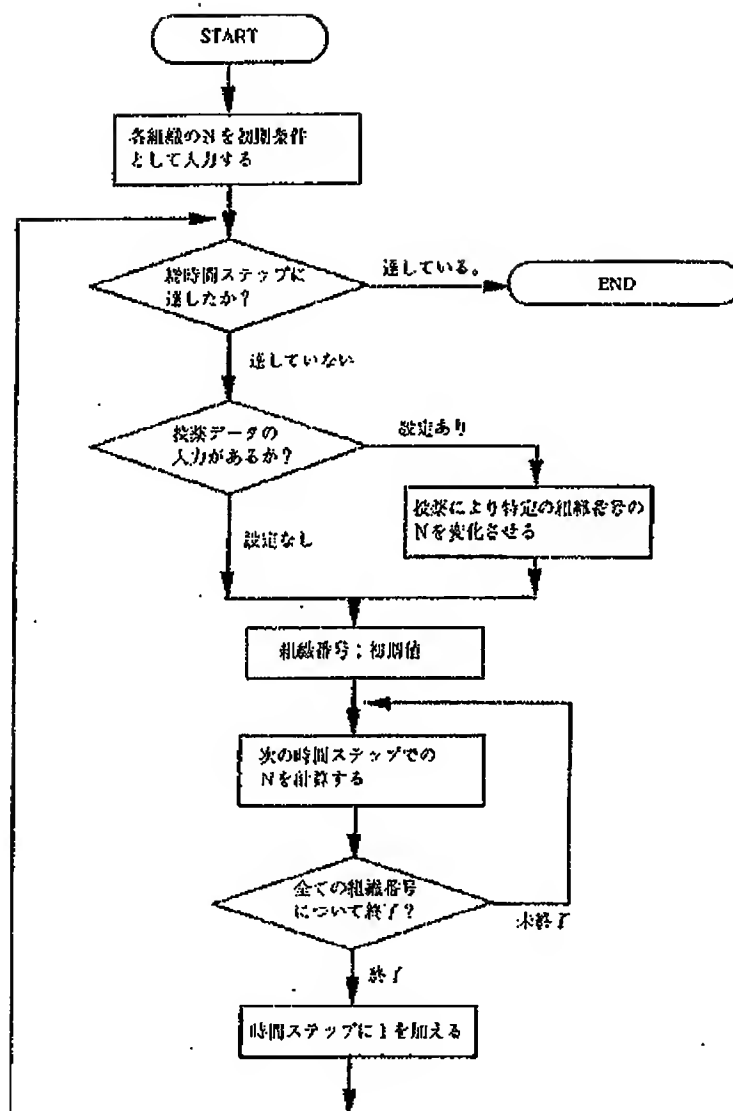 START
各組織のNを初期条件
として入力する
総時間ステップに
達したか?
達している。
END
達していない
投薬データの
入力があるか?
設定あり
投薬により特定の組織番号の
Nを変化させる
設定なし
組織番号:初期値
次の時間ステップでの
Nを計算する
全ての組織番号
について終了?
未終了
終了
時間ステップに1を加える